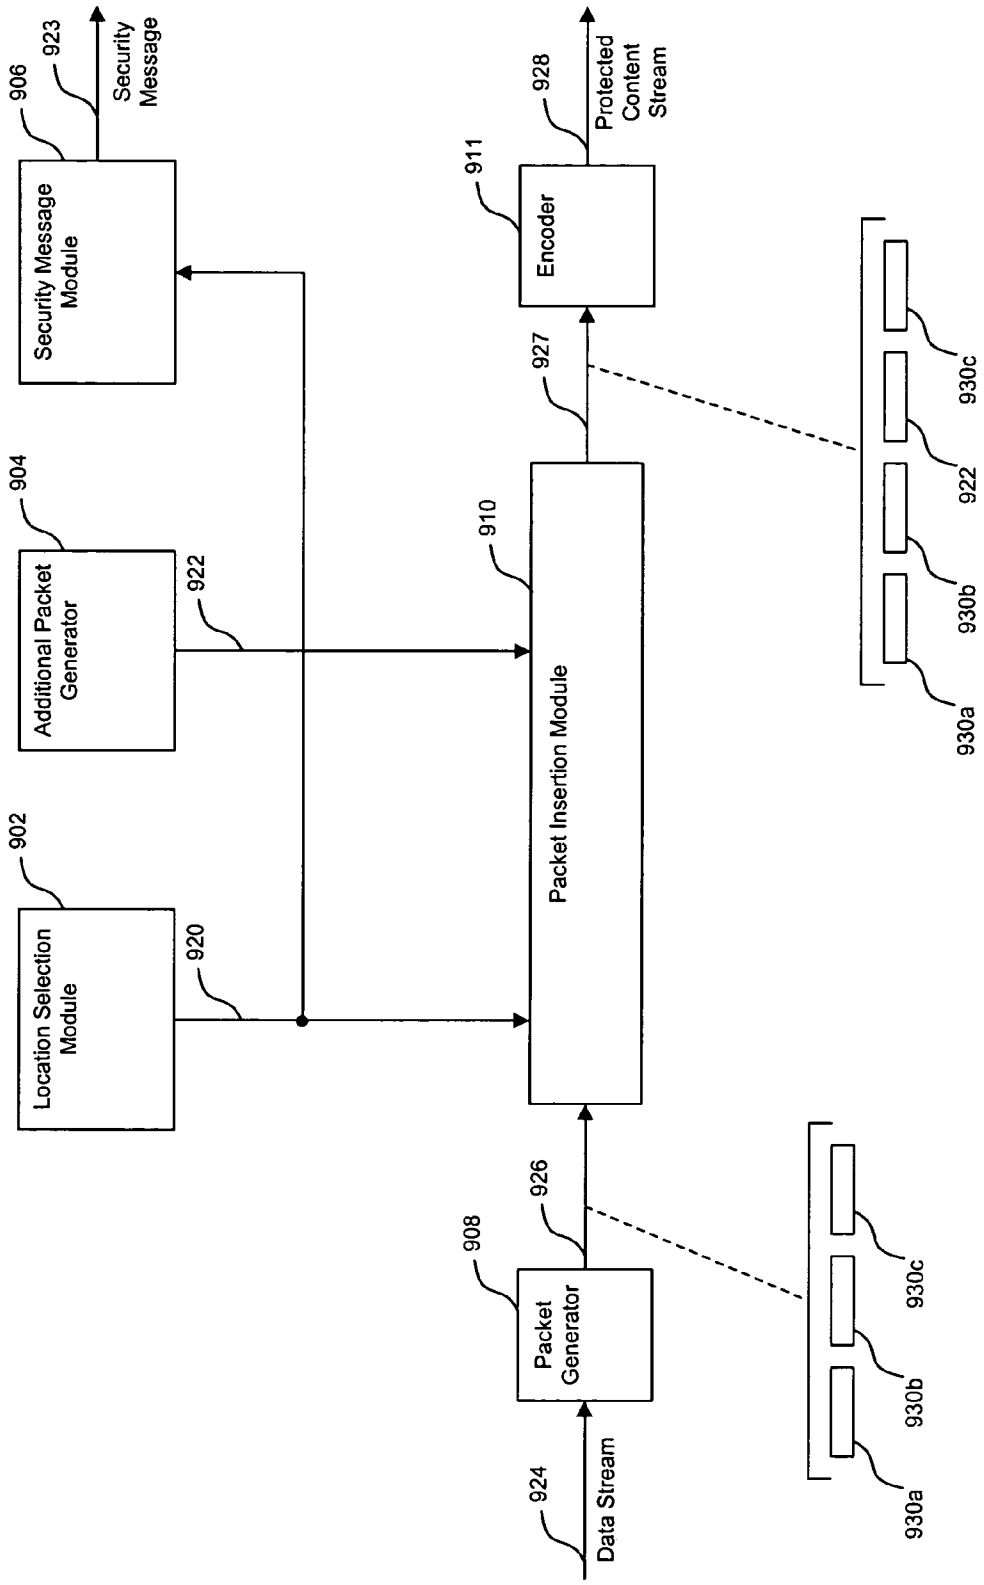 902
Location Selection
Module
920
904
Additional Packet
Generator
922
906
Security Message
Module
923
Security
Message
924
Data Stream
908
Packet
Generator
926
910
Packet Insertion Module
927
911
Encoder
928
Protected
Content
Stream
930a
930b
930c
930a
930b
922
930c